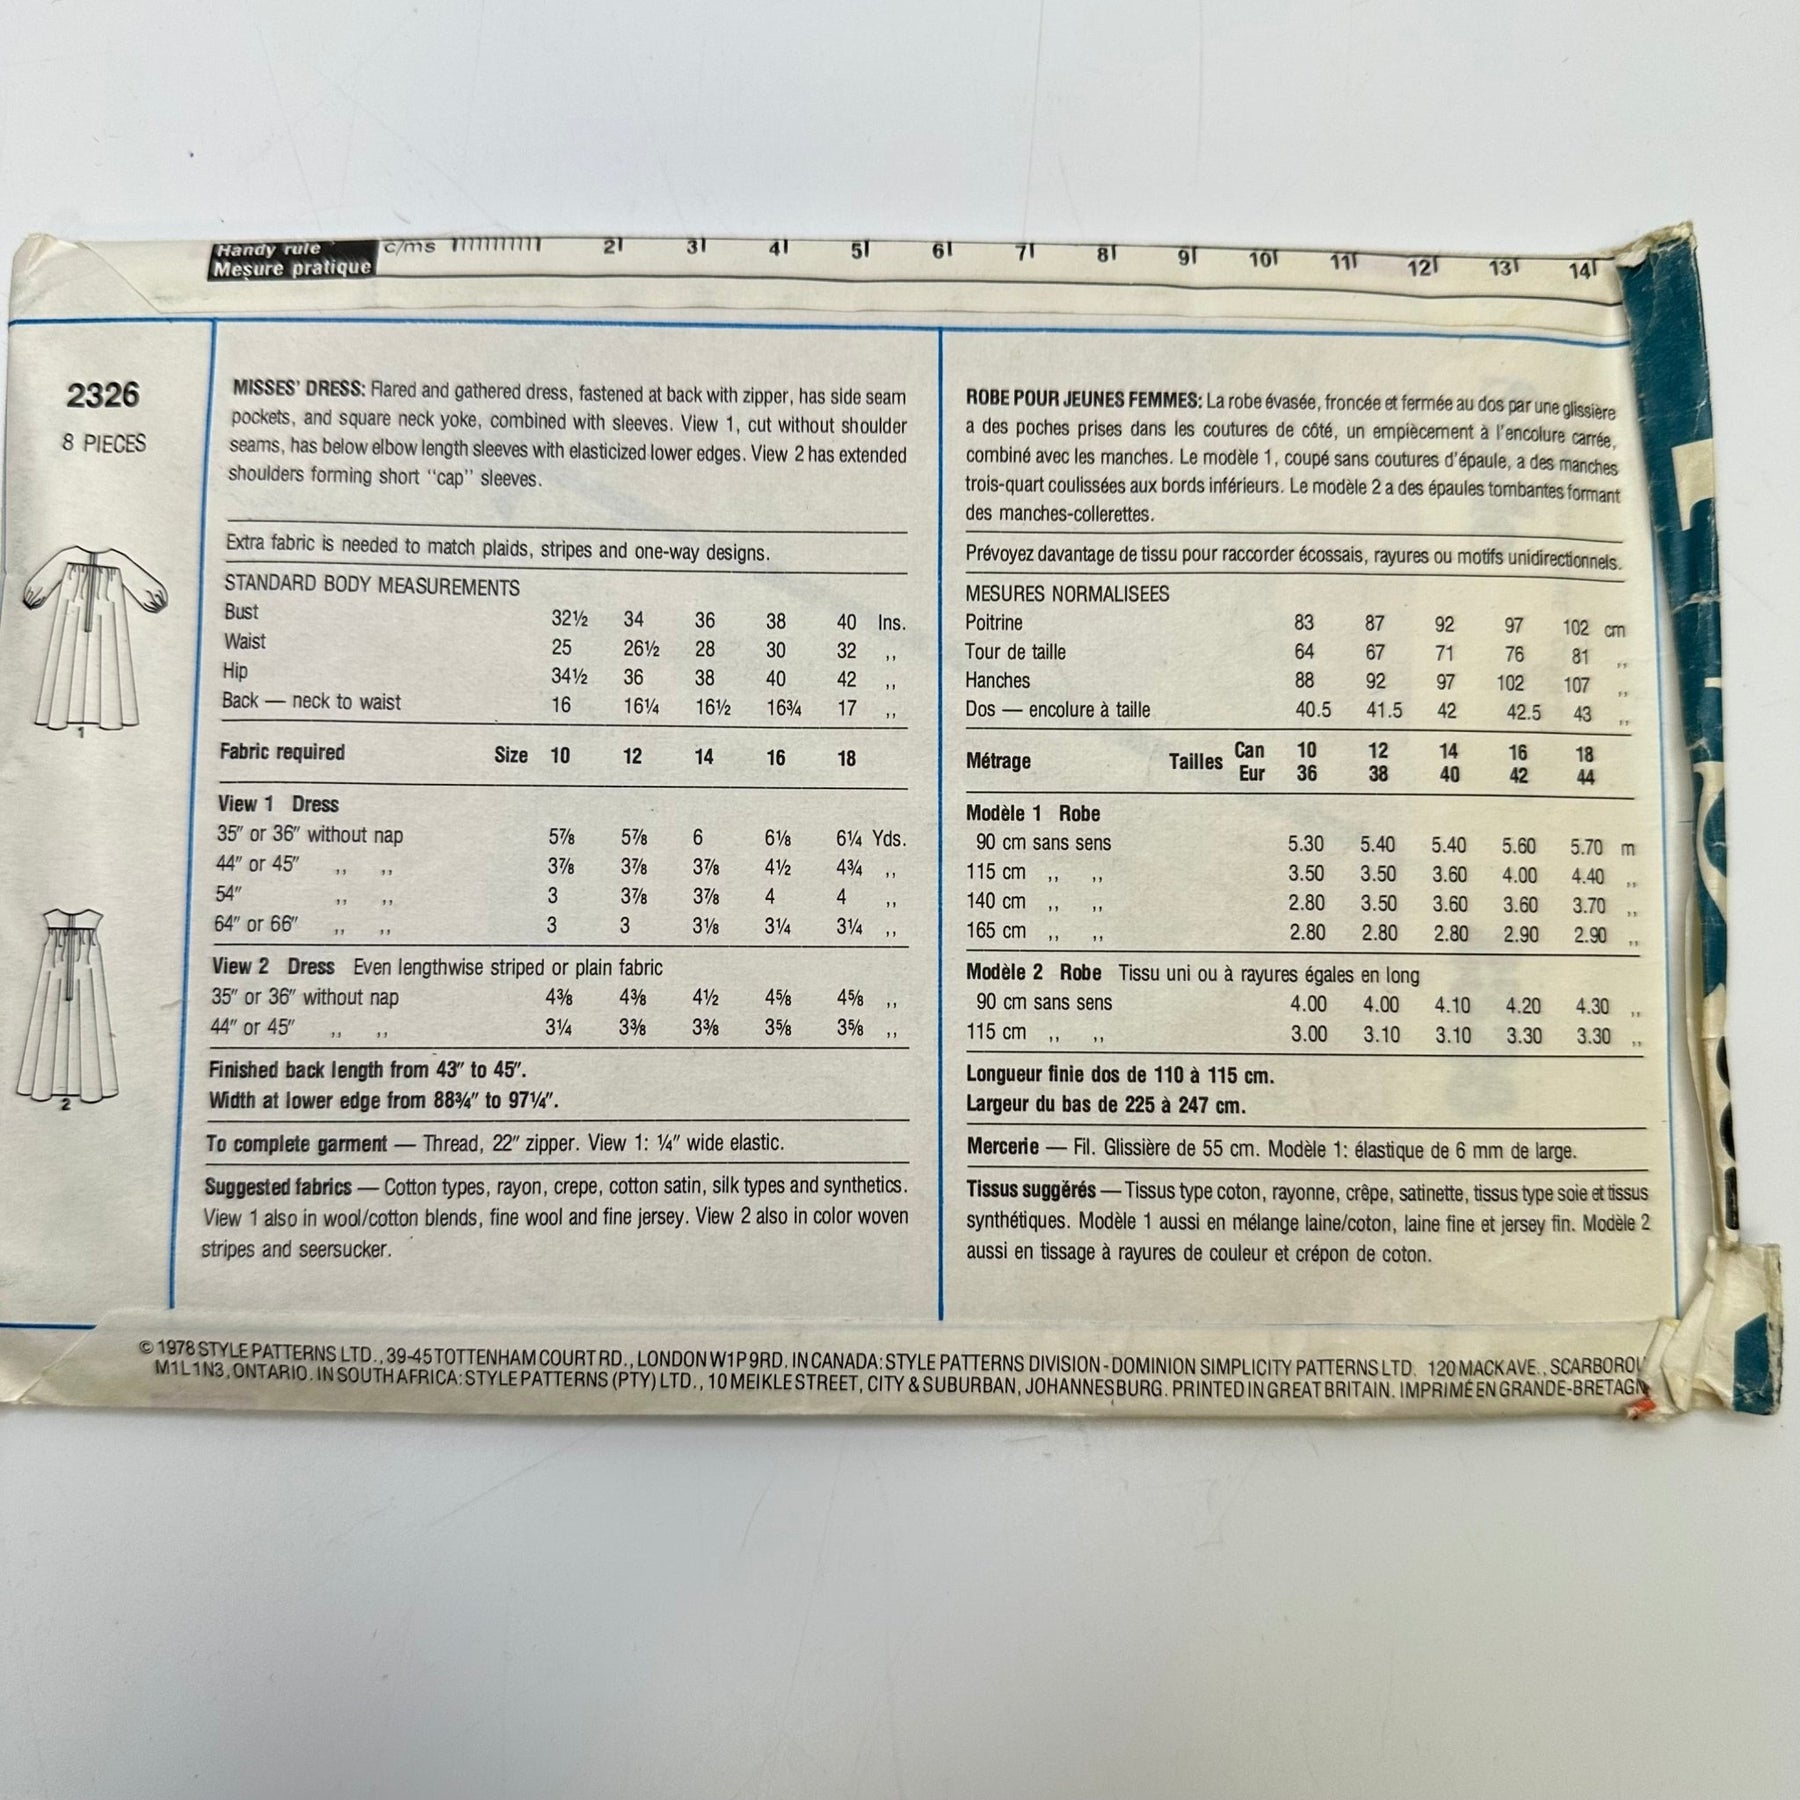 Handy rule
Mesure pratique
c/ms 2 3 4 5 6 7 8 9 10 11 12 13 14
2326
8 PIECES
1
2
MISSES' DRESS: Flared and gathered dress, fastened at back with zipper, has side seam
pockets, and square neck yoke, combined with sleeves. View 1, cut without shoulder
seams, has below elbow length sleeves with elasticized lower edges. View 2 has extended
shoulders forming short "cap" sleeves.
Extra fabric is needed to match plaids, stripes and one-way designs.
STANDARD BODY MEASUREMENTS
Bust 32½ 34 36 38 40 Ins.
Waist 25 26½ 28 30 32 ,,
Hip 34½ 36 38 40 42 ,,
Back — neck to waist 16 16¼ 16½ 16¾ 17 ,,
Fabric required Size 10 12 14 16 18
View 1 Dress
35" or 36" without nap 5⅞ 5⅞ 6 6⅛ 6¼ Yds.
44" or 45" ,, ,, 3⅞ 3⅞ 3⅞ 4½ 4¾ ,,
54" ,, ,, 3 3⅞ 3⅞ 4 4 ,,
64" or 66" ,, ,, 3 3 3⅛ 3¼ 3¼ ,,
View 2 Dress Even lengthwise striped or plain fabric
35" or 36" without nap 4⅜ 4⅜ 4½ 4⅝ 4⅝ ,,
44" or 45" ,, ,, 3¼ 3⅜ 3⅜ 3⅝ 3⅝ ,,
Finished back length from 43" to 45".
Width at lower edge from 88¾" to 97¼".
To complete garment — Thread, 22" zipper. View 1: ¼" wide elastic.
Suggested fabrics — Cotton types, rayon, crepe, cotton satin, silk types and synthetics.
View 1 also in wool/cotton blends, fine wool and fine jersey. View 2 also in color woven
stripes and seersucker.
ROBE POUR JEUNES FEMMES: La robe évasée, froncée et fermée au dos par une glissière
a des poches prises dans les coutures de côté, un empiècement à l'encolure carrée,
combiné avec les manches. Le modèle 1, coupé sans coutures d'épaule, a des manches
trois-quart coulissées aux bords inférieurs. Le modèle 2 a des épaules tombantes formant
des manches-collerettes.
Prévoyez davantage de tissu pour raccorder écossais, rayures ou motifs unidirectionnels.
MESURES NORMALISEES
Poitrine 83 87 92 97 102 cm
Tour de taille 64 67 71 76 81 ,,
Hanches 88 92 97 102 107 ,,
Dos — encolure à taille 40.5 41.5 42 42.5 43 ,,
Métrage Tailles Can 10 12 14 16 18
Eur 36 38 40 42 44
Modèle 1 Robe
90 cm sans sens 5.30 5.40 5.40 5.60 5.70 m
115 cm ,, ,, 3.50 3.50 3.60 4.00 4.40 ,,
140 cm ,, ,, 2.80 3.50 3.60 3.60 3.70 ,,
165 cm ,, ,, 2.80 2.80 2.80 2.90 2.90 ,,
Modèle 2 Robe Tissu uni ou à rayures égales en long
90 cm sans sens 4.00 4.00 4.10 4.20 4.30 ,,
115 cm ,, ,, 3.00 3.10 3.10 3.30 3.30 ,,
Longueur finie dos de 110 à 115 cm.
Largeur du bas de 225 à 247 cm.
Mercerie — Fil. Glissière de 55 cm. Modèle 1: élastique de 6 mm de large.
Tissus suggérés — Tissus type coton, rayonne, crêpe, satinette, tissus type soie et tissus
synthétiques. Modèle 1 aussi en mélange laine/coton, laine fine et jersey fin. Modèle 2
aussi en tissage à rayures de couleur et crépon de coton.
© 1978 STYLE PATTERNS LTD., 39-45 TOTTENHAM COURT RD., LONDON W1P 9RD. IN CANADA: STYLE PATTERNS DIVISION - DOMINION SIMPLICITY PATTERNS LTD. 120 MACK AVE., SCARBOROU
M1L 1N3, ONTARIO. IN SOUTH AFRICA: STYLE PATTERNS (PTY) LTD., 10 MEIKLE STREET, CITY & SUBURBAN, JOHANNESBURG. PRINTED IN GREAT BRITAIN. IMPRIMÉ EN GRANDE-BRETAGN